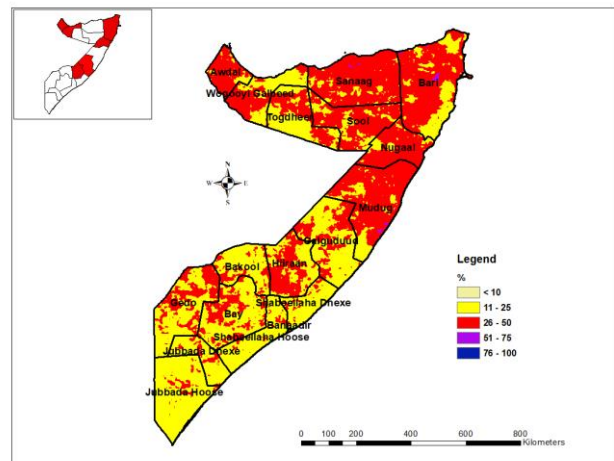 Awdal
Sanaag
Bari
Woqooyi Galbeed
Togdheer
Sool
Nugaal
N
W E
S
Mudug
Galguduud
Bakool
Hiiraan
Gedo
Shabeellaha Dhexe
Bay
Banaadir
Shabeellaha Hoose
Jubbada Dhexe
Jubbada Hoose
Legend
%
< 10
11 - 25
26 - 50
51 - 75
76 - 100
0 100 200 400 600 800
Kilometers